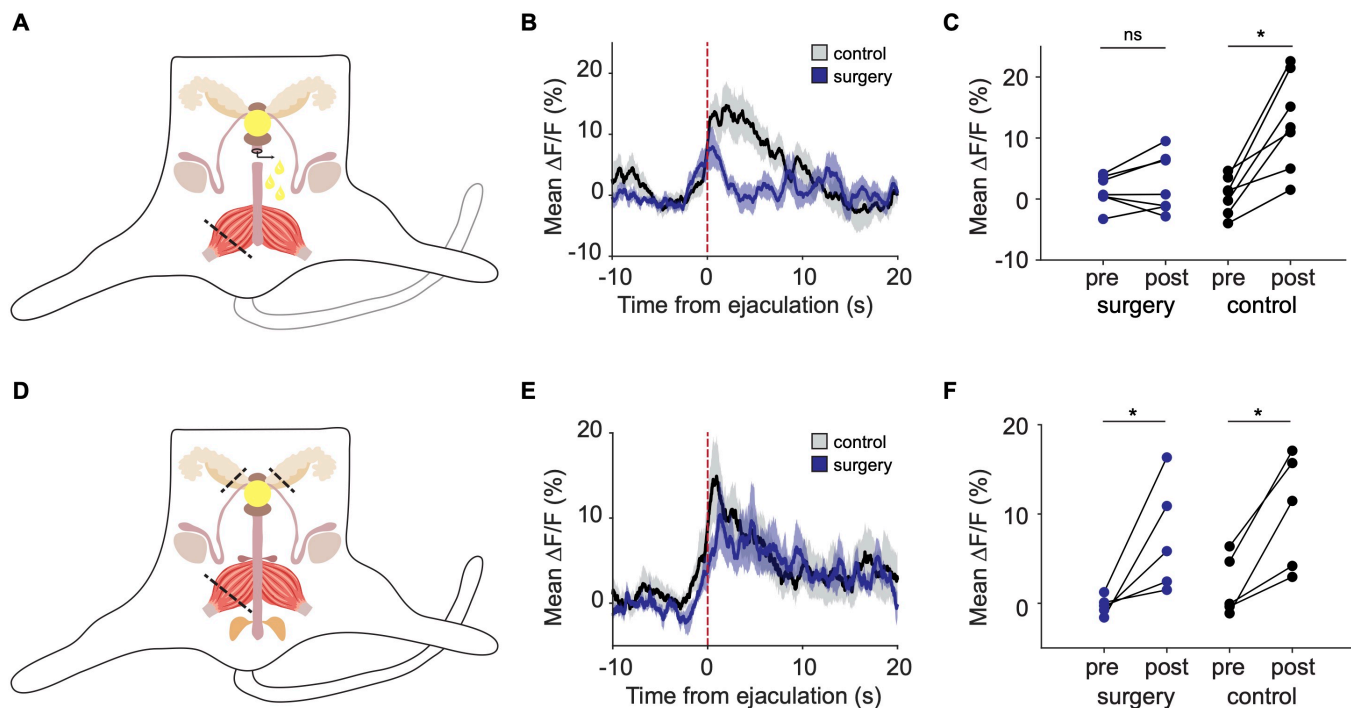 A
B
Mean ΔF/F (%)
20
10
0
-10
control
surgery
-10 0 10 20
Time from ejaculation (s)
C
Mean ΔF/F (%)
20
10
0
-10
ns
*
pre post pre post
surgery control
D
E
Mean ΔF/F (%)
20
10
0
control
surgery
-10 0 10 20
Time from ejaculation (s)
F
Mean ΔF/F (%)
20
10
0
*
*
pre post pre post
surgery control